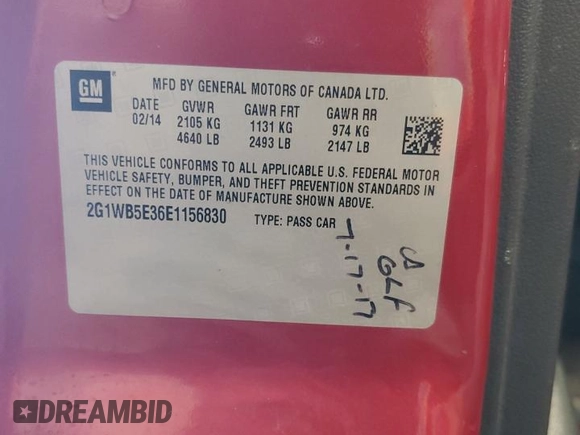 GM
MFD BY GENERAL MOTORS OF CANADA LTD.
DATE GVWR GAWR FRT GAWR RR
02/14 2105 KG 1131 KG 974 KG
4640 LB 2493 LB 2147 LB
THIS VEHICLE CONFORMS TO ALL APPLICABLE U.S. FEDERAL MOTOR
VEHICLE SAFETY, BUMPER, AND THEFT PREVENTION STANDARDS IN
EFFECT ON THE DATE OF MANUFACTURE SHOWN ABOVE.
2G1WB5E36E1156830 TYPE: PASS CAR
7-17-17
DREAMBID